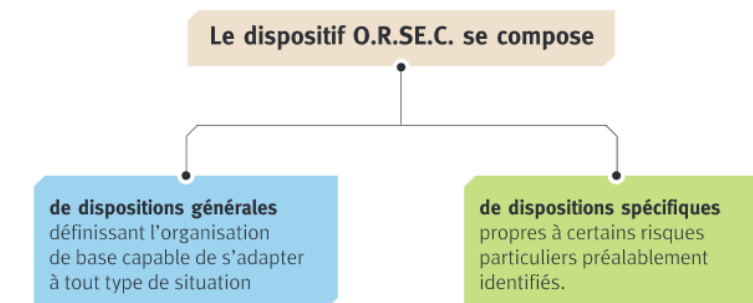 Le dispositif O.R.SE.C. se compose
de dispositions générales
définissant l'organisation
de base capable de s'adapter
à tout type de situation
de dispositions spécifiques
propres à certains risques
particuliers préalablement
identifiés.